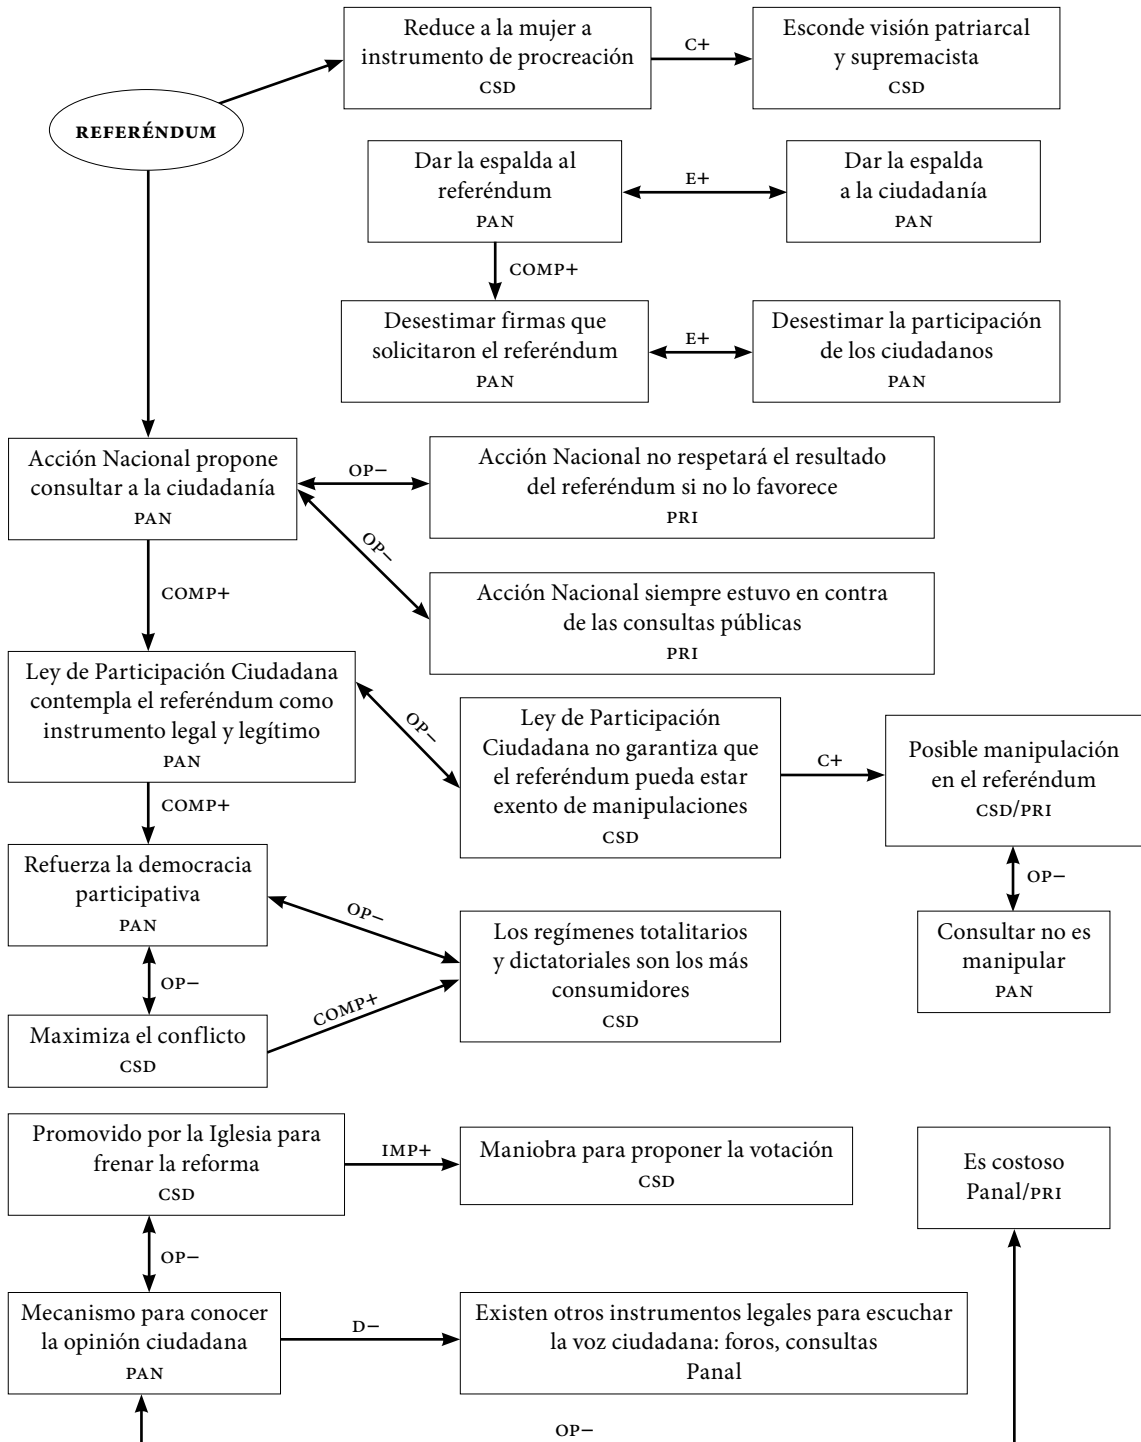 Reduce a la mujer a
instrumento de procreación
CSD
C+
Esconde visión patriarcal
y supremacista
CSD
REFERÉNDUM
Dar la espalda al
referéndum
PAN
E+
Dar la espalda
a la ciudadanía
PAN
COMP+
Desestimar firmas que
solicitaron el referéndum
PAN
E+
Desestimar la participación
de los ciudadanos
PAN
Acción Nacional propone
consultar a la ciudadanía
PAN
OP−
Acción Nacional no respetará el resultado
del referéndum si no lo favorece
PRI
OP−
Acción Nacional siempre estuvo en contra
de las consultas públicas
PRI
COMP+
Ley de Participación Ciudadana
contempla el referéndum como
instrumento legal y legítimo
PAN
OP−
Ley de Participación
Ciudadana no garantiza que
el referéndum pueda estar
exento de manipulaciones
CSD
C+
Posible manipulación
en el referéndum
CSD/PRI
COMP+
Refuerza la democracia
participativa
PAN
OP−
Los regímenes totalitarios
y dictatoriales son los más
consumidores
CSD
OP−
Consultar no es
manipular
PAN
OP−
Maximiza el conflicto
CSD
COMP+
Promovido por la Iglesia para
frenar la reforma
CSD
IMP+
Maniobra para proponer la votación
CSD
Es costoso
Panal/PRI
OP−
Mecanismo para conocer
la opinión ciudadana
PAN
D−
Existen otros instrumentos legales para escuchar
la voz ciudadana: foros, consultas
Panal
OP−